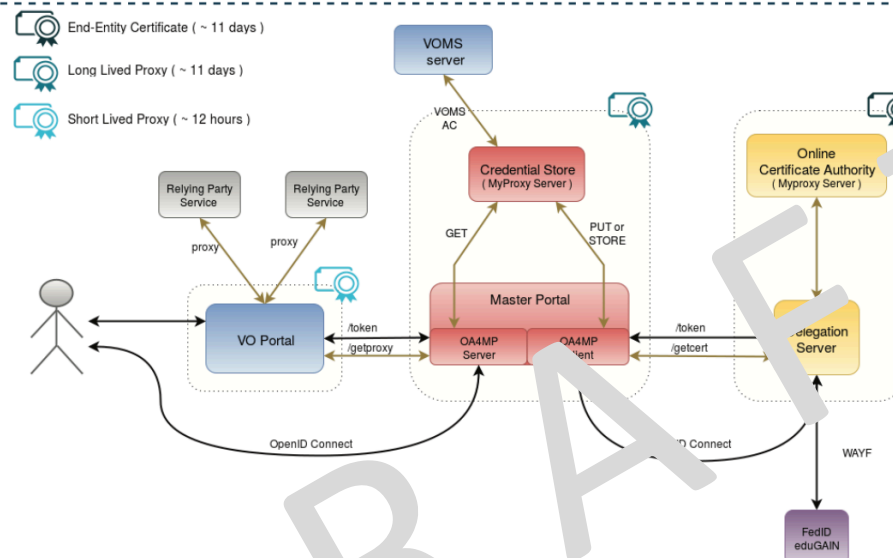 End-Entity Certificate ( ~ 11 days )
Long Lived Proxy ( ~ 11 days )
Short Lived Proxy ( ~ 12 hours )
VOMS
server
VOMS
AC
Credential Store
( MyProxy Server )
Online
Certificate Authority
( Myproxy Server )
Relying Party
Service
Relying Party
Service
proxy
proxy
GET
PUT or
STORE
Master Portal
VO Portal
/token
/getproxy
OA4MP
Server
OA4MP
/token
/getcert
Server
OpenID Connect
Connect
WAYF
FedID
eduGAIN
R A F